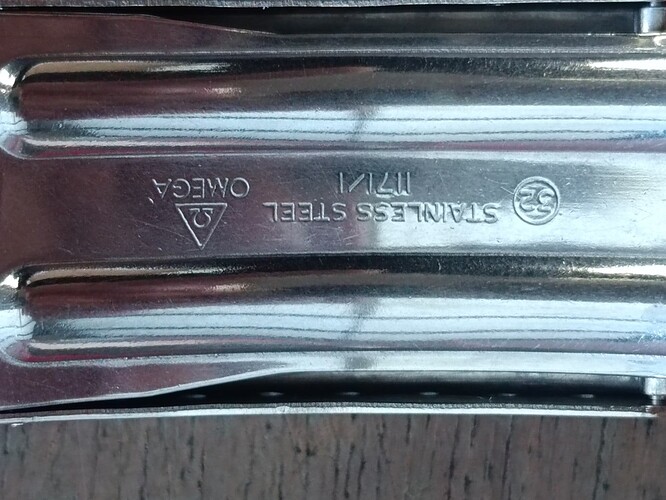 52
STAINLESS STEEL
1171/1
Ω
OMEGA